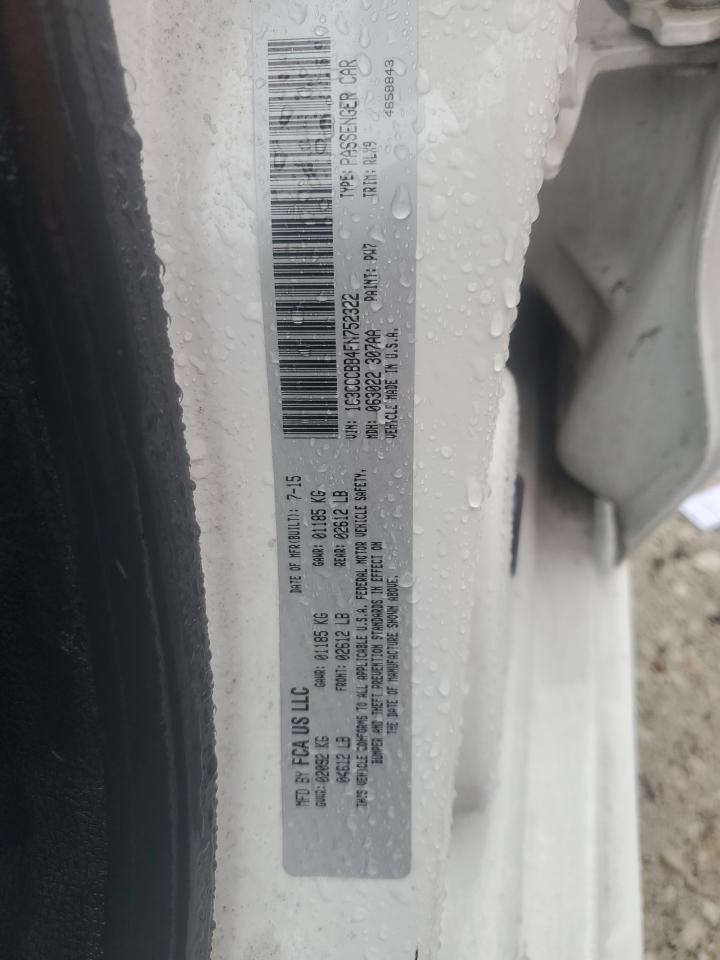 MFD BY FCA US LLC
DATE OF MFR(BUILT): 7-15
GVWR: 02092 KG
GAWR: 01185 KG
GAWR: 01185 KG
04612 LB
FRONT: 02612 LB
REAR: 02612 LB
THIS VEHICLE CONFORMS TO ALL APPLICABLE U.S.A. FEDERAL MOTOR VEHICLE SAFETY,
BUMPER AND THEFT PREVENTION STANDARDS IN EFFECT ON
THE DATE OF MANUFACTURE SHOWN ABOVE.
VIN: 1C3CCCBB4FN752322
TYPE: PASSENGER CAR
MDH: 063022 307AA
PAINT: PW7
TRIM: RLX9
VEHICLE MADE IN U.S.A.
4658843